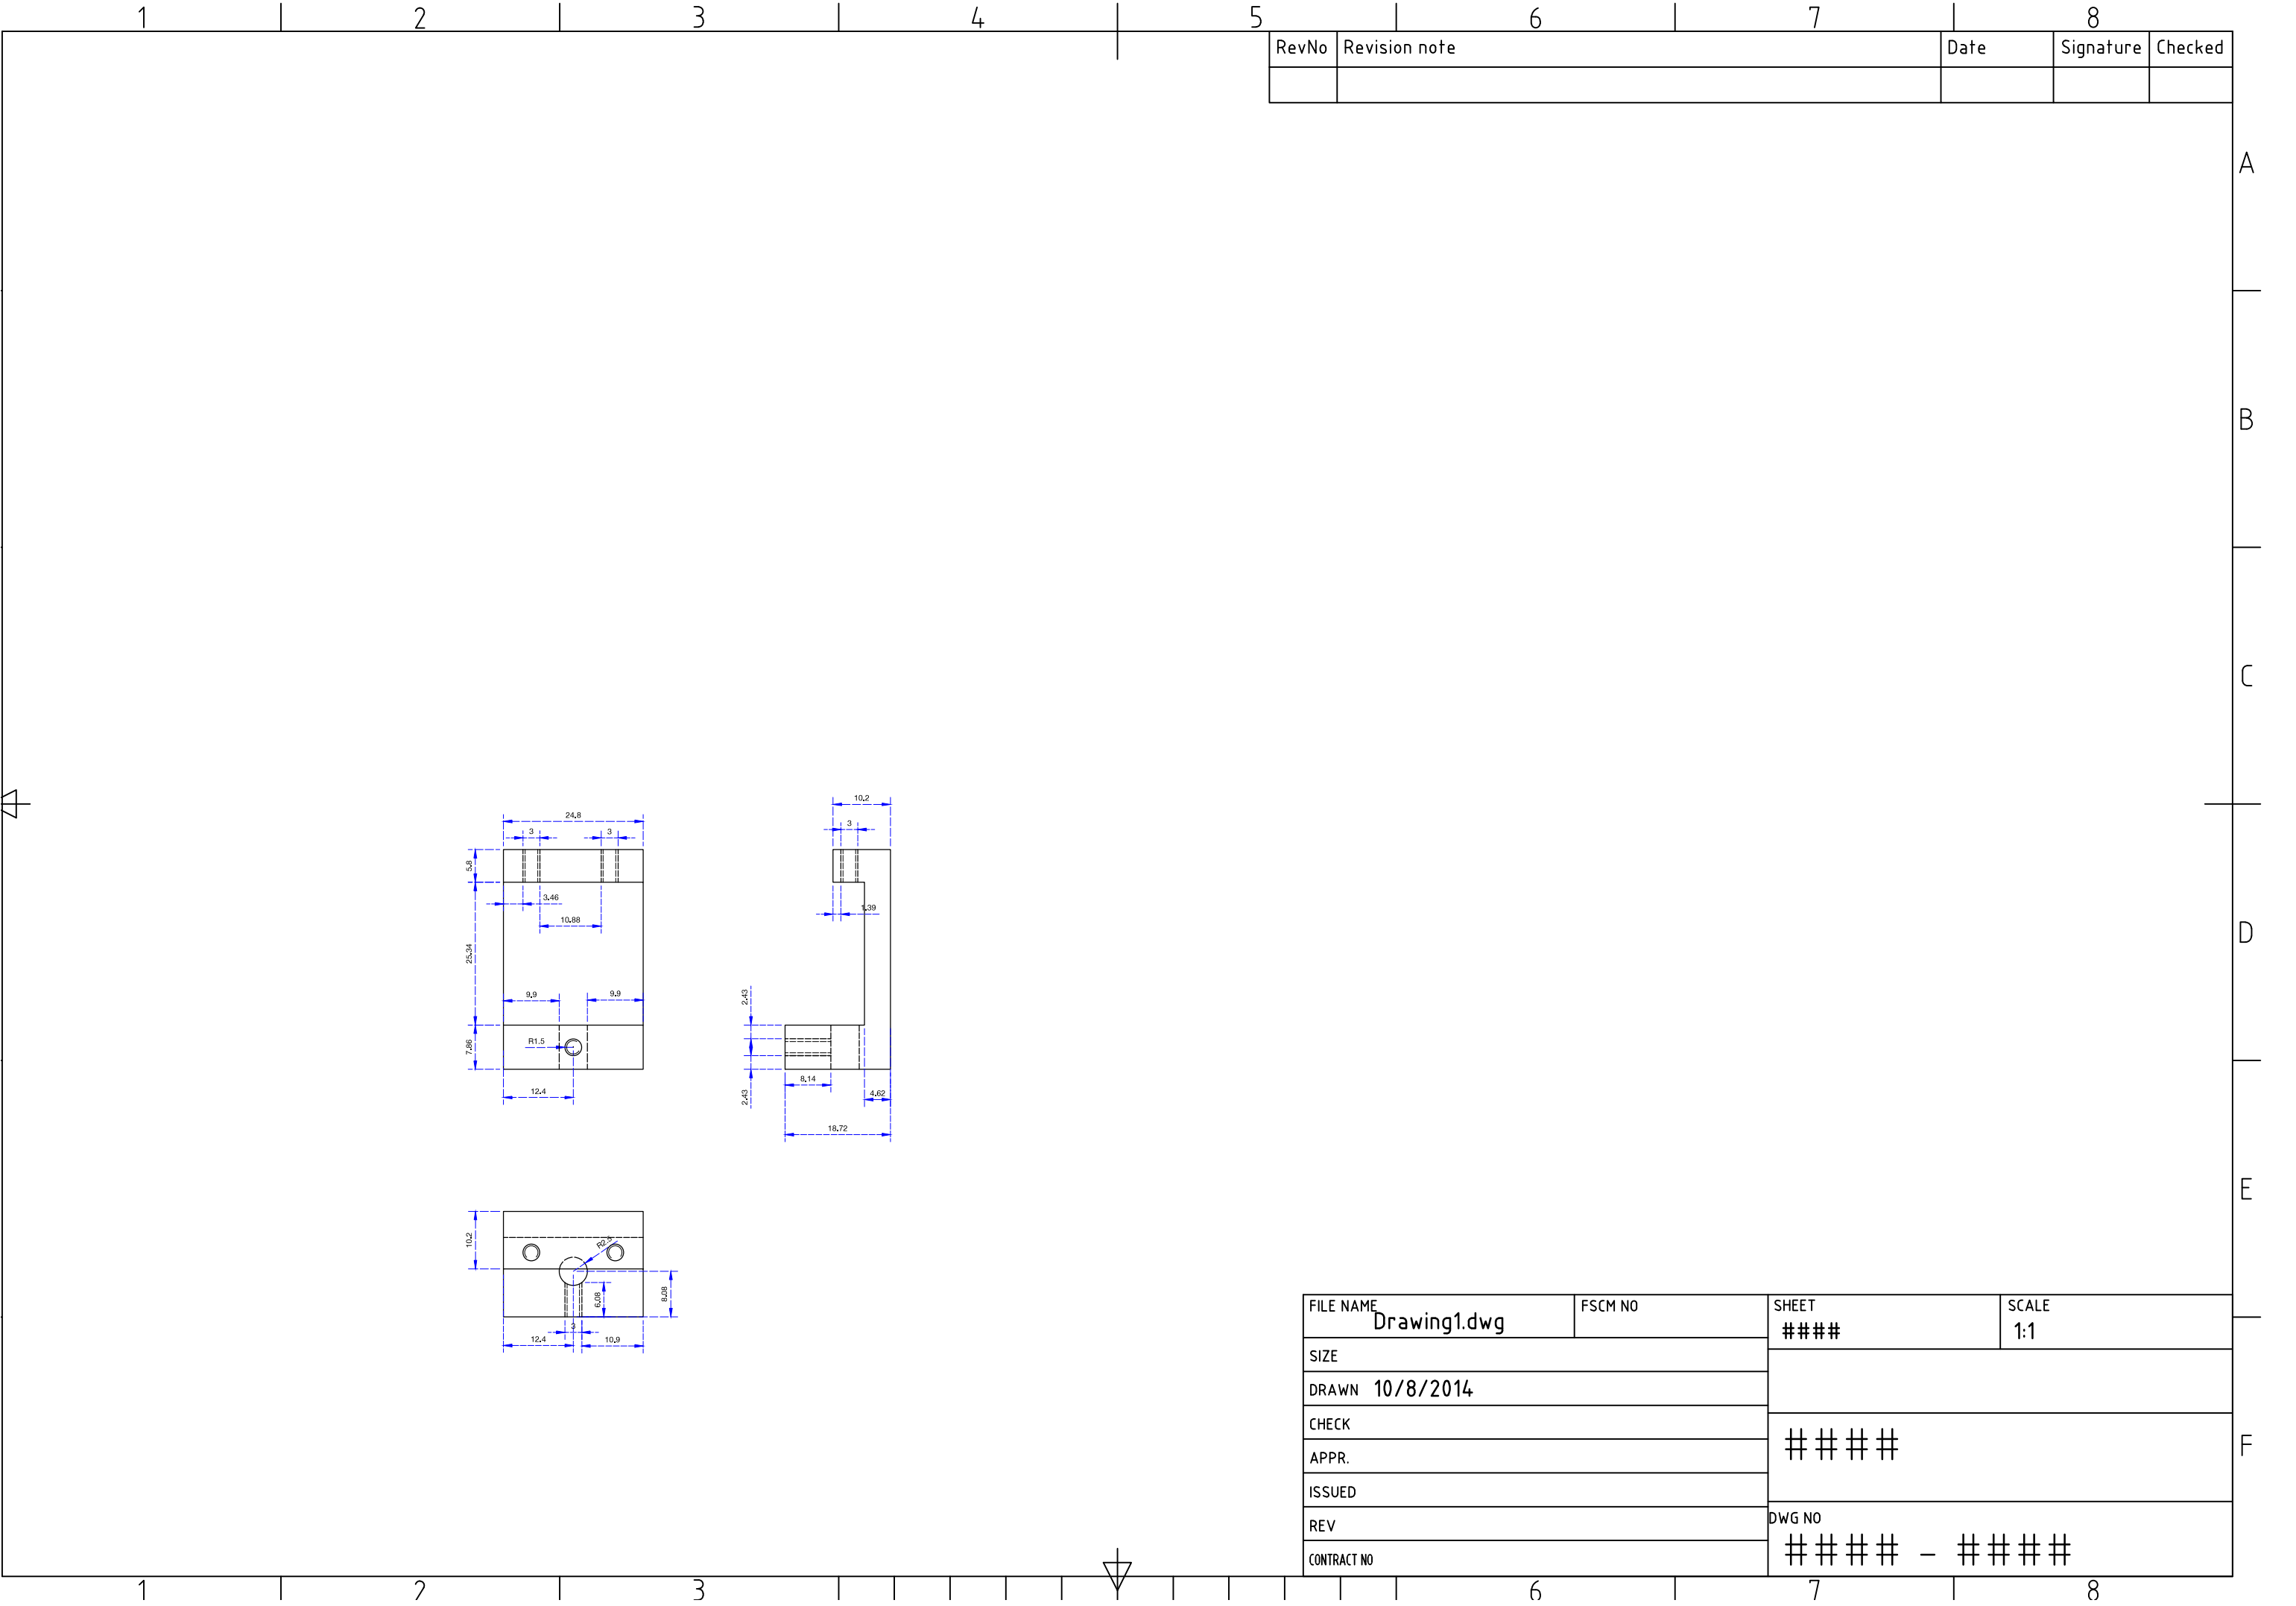 1 2 3 4 5 6 7 8
RevNo Revision note Date Signature Checked
A
B
C
D
E
F
10.2
24.8
3 3 3
5.8
3.46
1.39
10.88
25.34
9.9 9.9
2.43
R1.5
7.86
8.14
12.4
2.43
4.62
18.72
10.2
R2.5
6.08
8.08
3
12.4 10.9
FILE NAME Drawing1.dwg FSCM NO SHEET #### SCALE 1:1
SIZE
DRAWN 10/8/2014
CHECK
####
APPR.
ISSUED
REV
DWG NO
#### - ####
CONTRACT NO
1 2 3 6 7 8